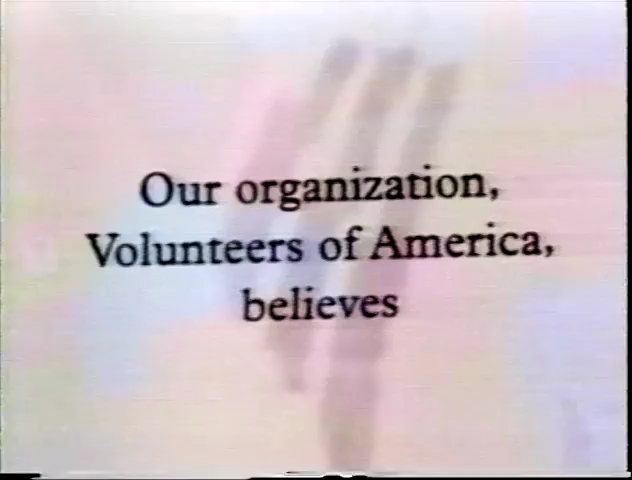 Our organization,
Volunteers of America,
believes